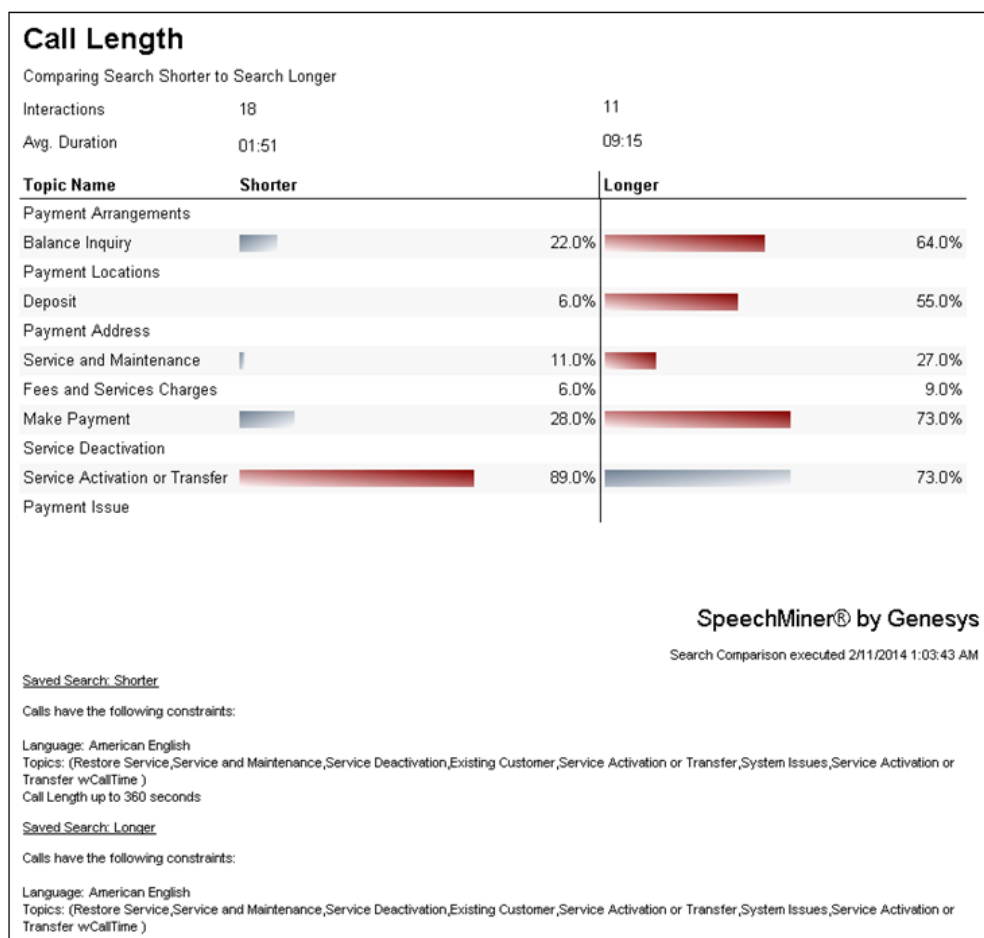 Call Length
Comparing Search Shorter to Search Longer
Interactions 18 11
Avg. Duration 01:51 09:15
Topic Name Shorter Longer
Payment Arrangements
Balance Inquiry 22.0% 64.0%
Payment Locations
Deposit 6.0% 55.0%
Payment Address
Service and Maintenance 11.0% 27.0%
Fees and Services Charges 6.0% 9.0%
Make Payment 28.0% 73.0%
Service Deactivation
Service Activation or Transfer 89.0% 73.0%
Payment Issue
SpeechMiner® by Genesys
Search Comparison executed 2/11/2014 1:03:43 AM
Saved Search: Shorter
Calls have the following constraints:
Language: American English
Topics: (Restore Service,Service and Maintenance,Service Deactivation,Existing Customer,Service Activation or Transfer,System Issues,Service Activation or
Transfer wCallTime )
Call Length up to 360 seconds
Saved Search: Longer
Calls have the following constraints:
Language: American English
Topics: (Restore Service,Service and Maintenance,Service Deactivation,Existing Customer,Service Activation or Transfer,System Issues,Service Activation or
Transfer wCallTime )